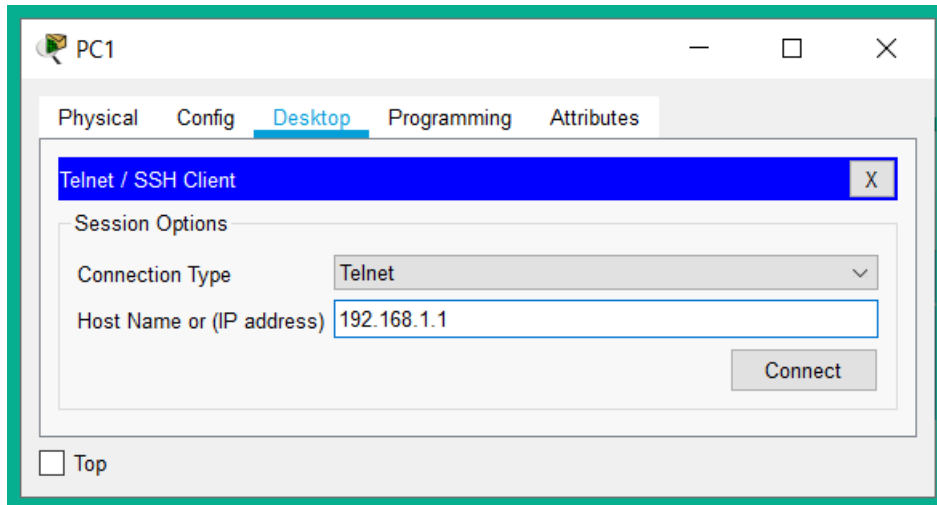 PC1
Physical Config Desktop Programming Attributes
Telnet / SSH Client X
Session Options
Connection Type Telnet
Host Name or (IP address) 192.168.1.1
Connect
Top